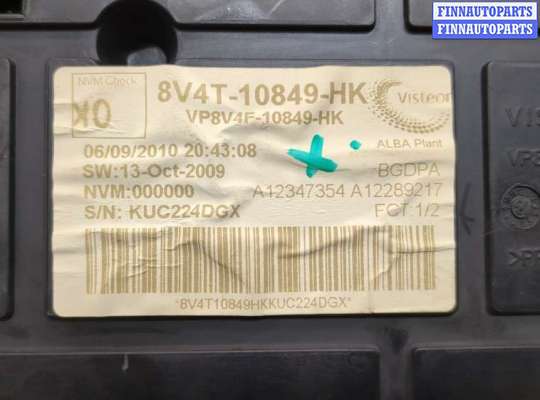 FINNAUTOPARTS
FINNAUTOPARTS
NVM Check
OK
8V4T-10849-HK
VP8V4F-10849-HK
Visteon
ALBA Plant
06/09/2010 20:43:08
SW:13-Oct-2009
BGDPA
NVM:000000
A12347354 A12289217
S/N: KUC224DGX
FCT:1/2
*8V4T10849HKKUC224DGX*